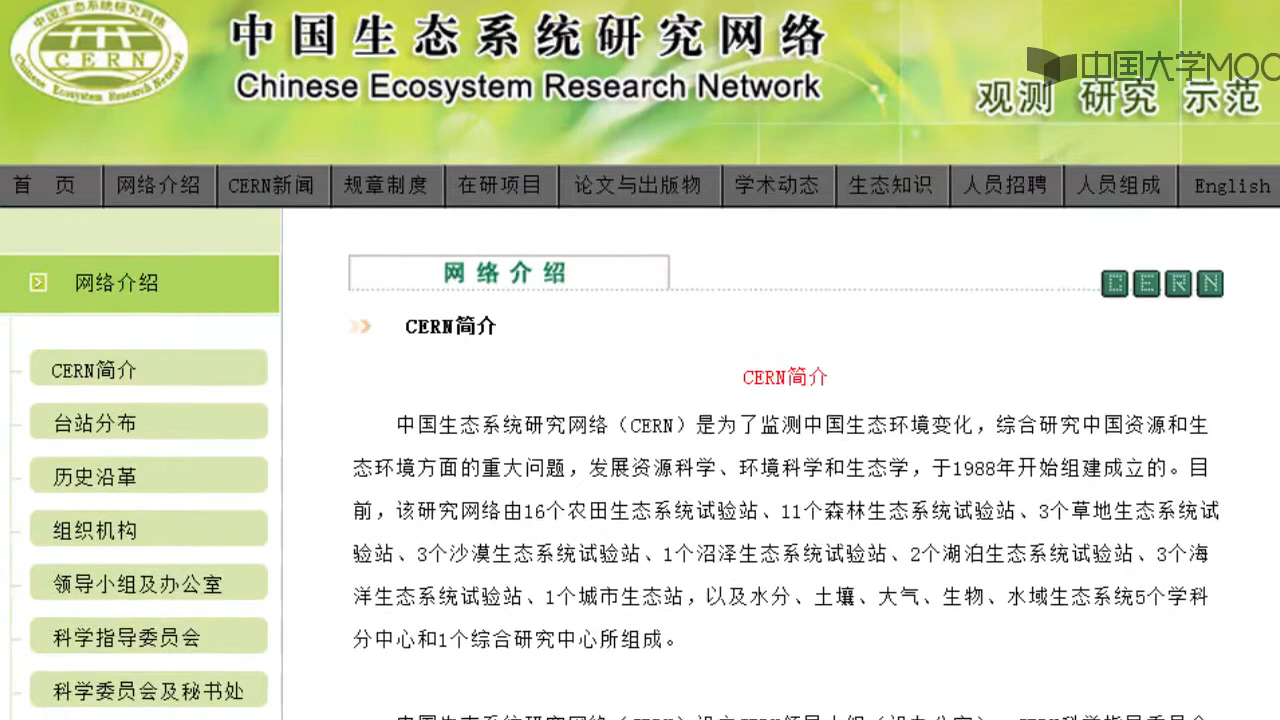 中国生态系统研究网络
CERN
Chinese Ecosystem Research Network
中国大学MOOC
观测 研究 示范
首 页 网络介绍 CERN新闻 规章制度 在研项目 论文与出版物 学术动态 生态知识 人员招聘 人员组成 English
网络介绍
CERN简介
台站分布
历史沿革
组织机构
领导小组及办公室
科学指导委员会
科学委员会及秘书处
网络介绍
CERN
CERN简介
CERN简介
中国生态系统研究网络（CERN）是为了监测中国生态环境变化，综合研究中国资源和生
态环境方面的重大问题，发展资源科学、环境科学和生态学，于1988年开始组建成立的。目
前，该研究网络由16个农田生态系统试验站、11个森林生态系统试验站、3个草地生态系统试
验站、3个沙漠生态系统试验站、1个沼泽生态系统试验站、2个湖泊生态系统试验站、3个海
洋生态系统试验站、1个城市生态站，以及水分、土壤、大气、生物、水域生态系统5个学科
分中心和1个综合研究中心所组成。